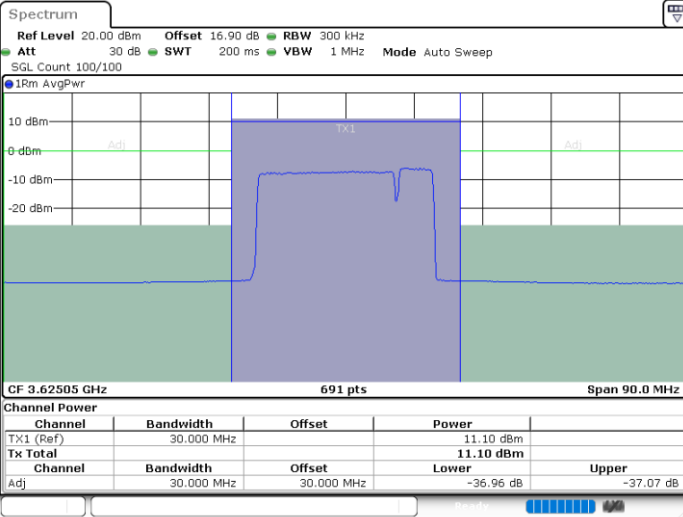 Spectrum
Ref Level 20.00 dBm Offset 16.90 dB RBW 300 kHz
Att 30 dB SWT 200 ms VBW 1 MHz Mode Auto Sweep
SGL Count 100/100
1Rm AvgPwr
10 dBm
TX1
Adj Adj
0 dBm
-10 dBm
-20 dBm
CF 3.62505 GHz 691 pts Span 90.0 MHz
Channel Power
Channel Bandwidth Offset Power
TX1 (Ref) 30.000 MHz 11.10 dBm
Tx Total 11.10 dBm
Channel Bandwidth Offset Lower Upper
Adj 30.000 MHz 30.000 MHz -36.96 dB -37.07 dB
Ready